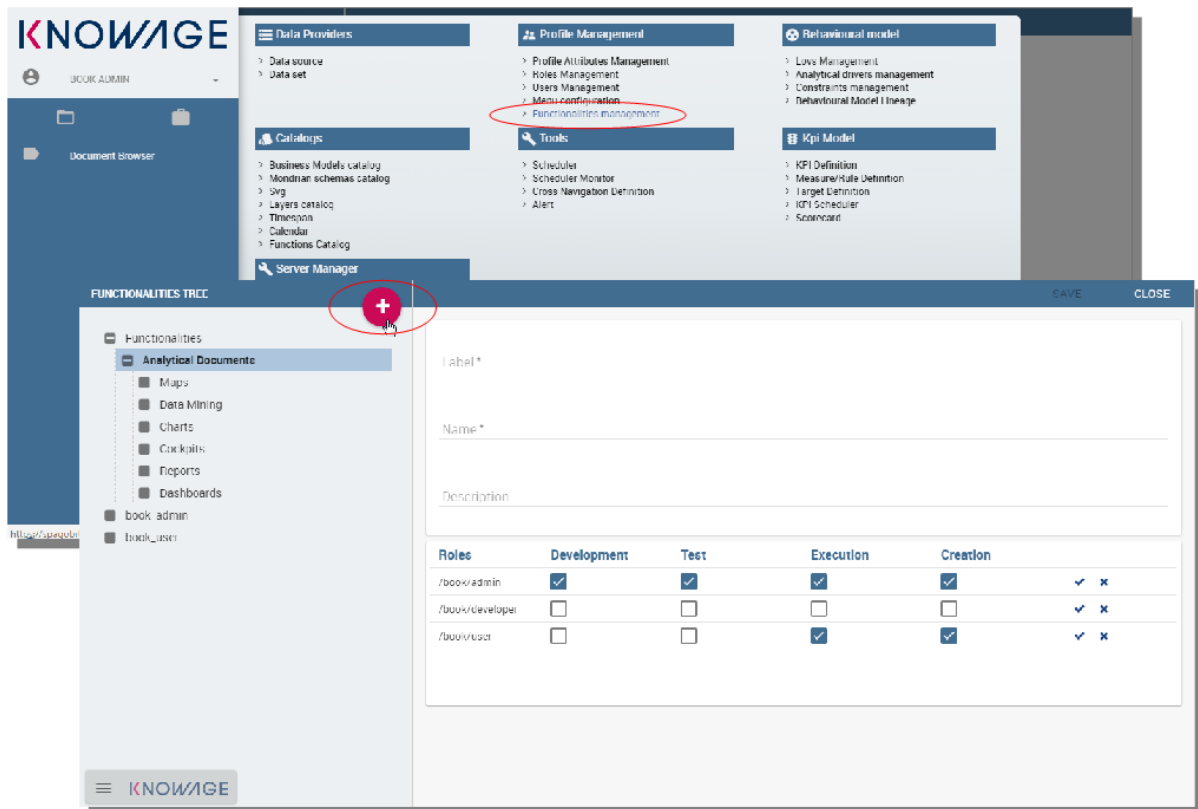 KNOWAGE
BOOK ADMIN
Document Browser
Data Providers
> Data source
> Data set
Profile Management
> Profile Attributes Management
> Roles Management
> Users Management
> Menu configuration
> Functionalities management
Behavioural model
> Lovs Management
> Analytical drivers management
> Constraints management
> Behavioural Model Lineage
Catalogs
> Business Models catalog
> Mondrian schemas catalog
> Svg
> Layers catalog
> Timespan
> Calendar
> Functions Catalog
Tools
> Scheduler
> Scheduler Monitor
> Cross Navigation Definition
> Alert
Kpi Model
> KPI Definition
> Measure/Rule Definition
> Target Definition
> KPI Scheduler
> Scorecard
Server Manager
FUNCTIONALITIES TREE
+
SAVE CLOSE
Functionalities
Analytical Documents
Maps
Data Mining
Charts
Cockpits
Reports
Dashboards
book_admin
book_user
Label *
Name *
Description
Roles Development Test Execution Creation
/book/admin
/book/developer
/book/user
KNOWAGE